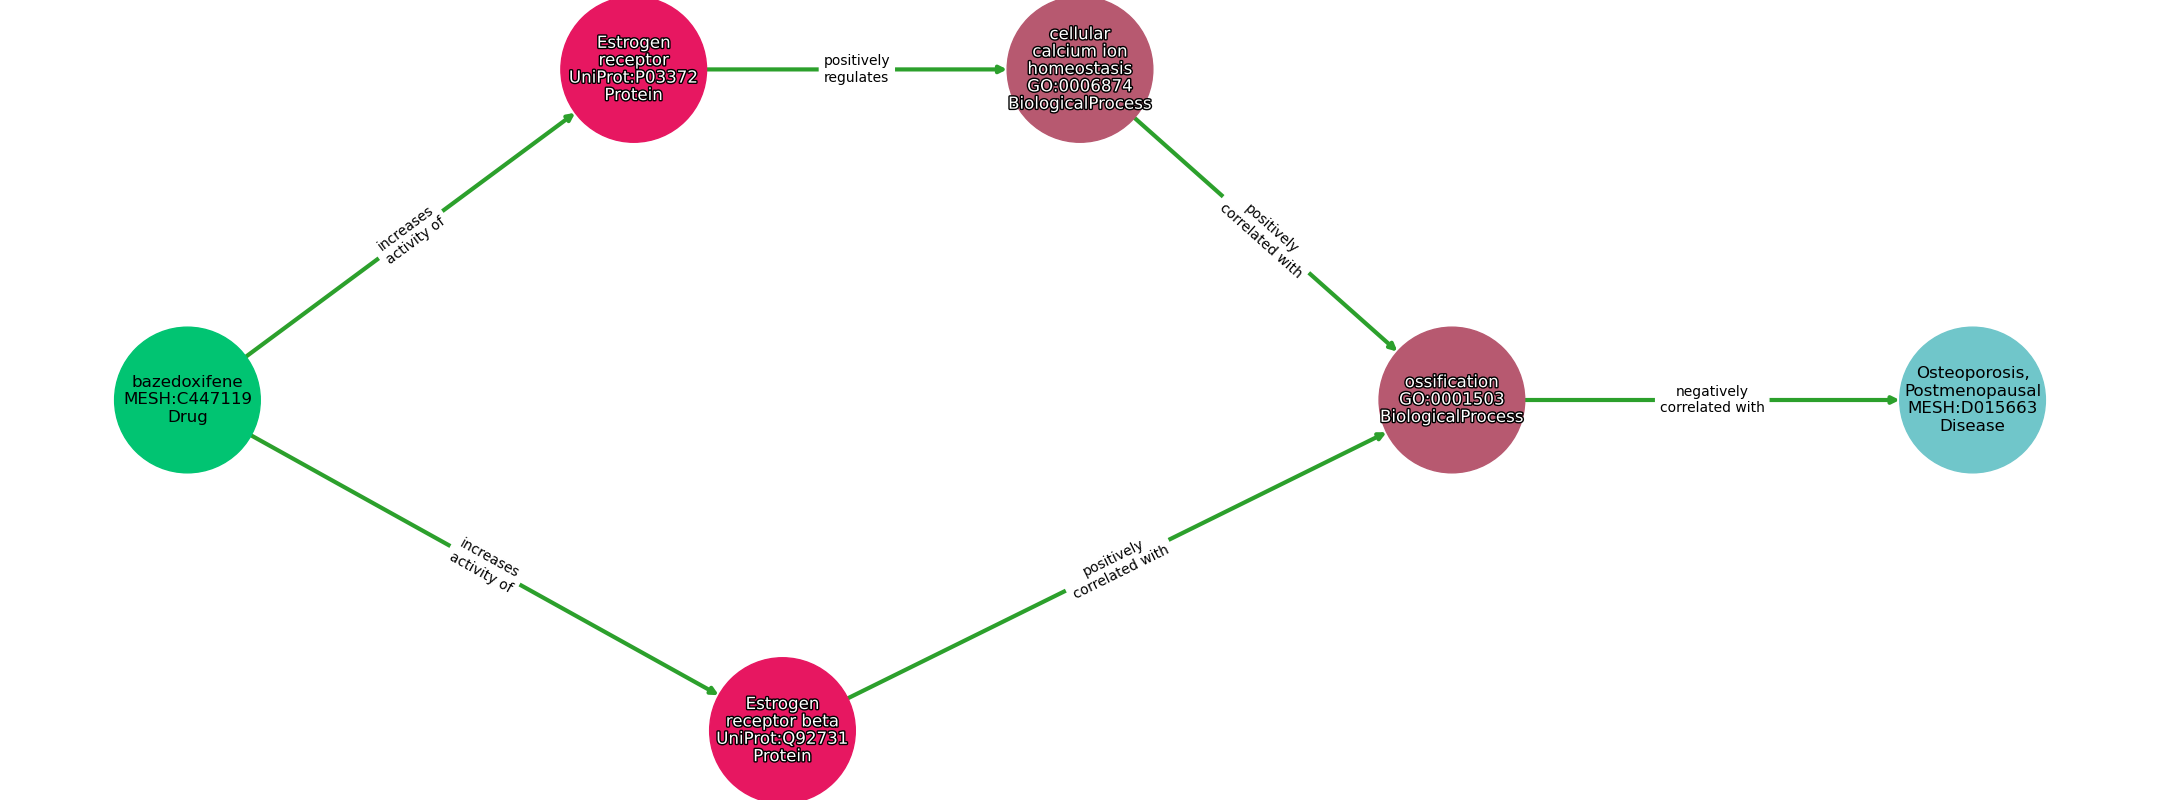 Estrogen
receptor
UniProt:P03372
Protein
positively
regulates
cellular
calcium ion
homeostasis
GO:0006874
BiologicalProcess
increases
activity of
positively
correlated with
bazedoxifene
MESH:C447119
Drug
ossification
GO:0001503
BiologicalProcess
negatively
correlated with
Osteoporosis,
Postmenopausal
MESH:D015663
Disease
increases
activity of
positively
correlated with
Estrogen
receptor beta
UniProt:Q92731
Protein